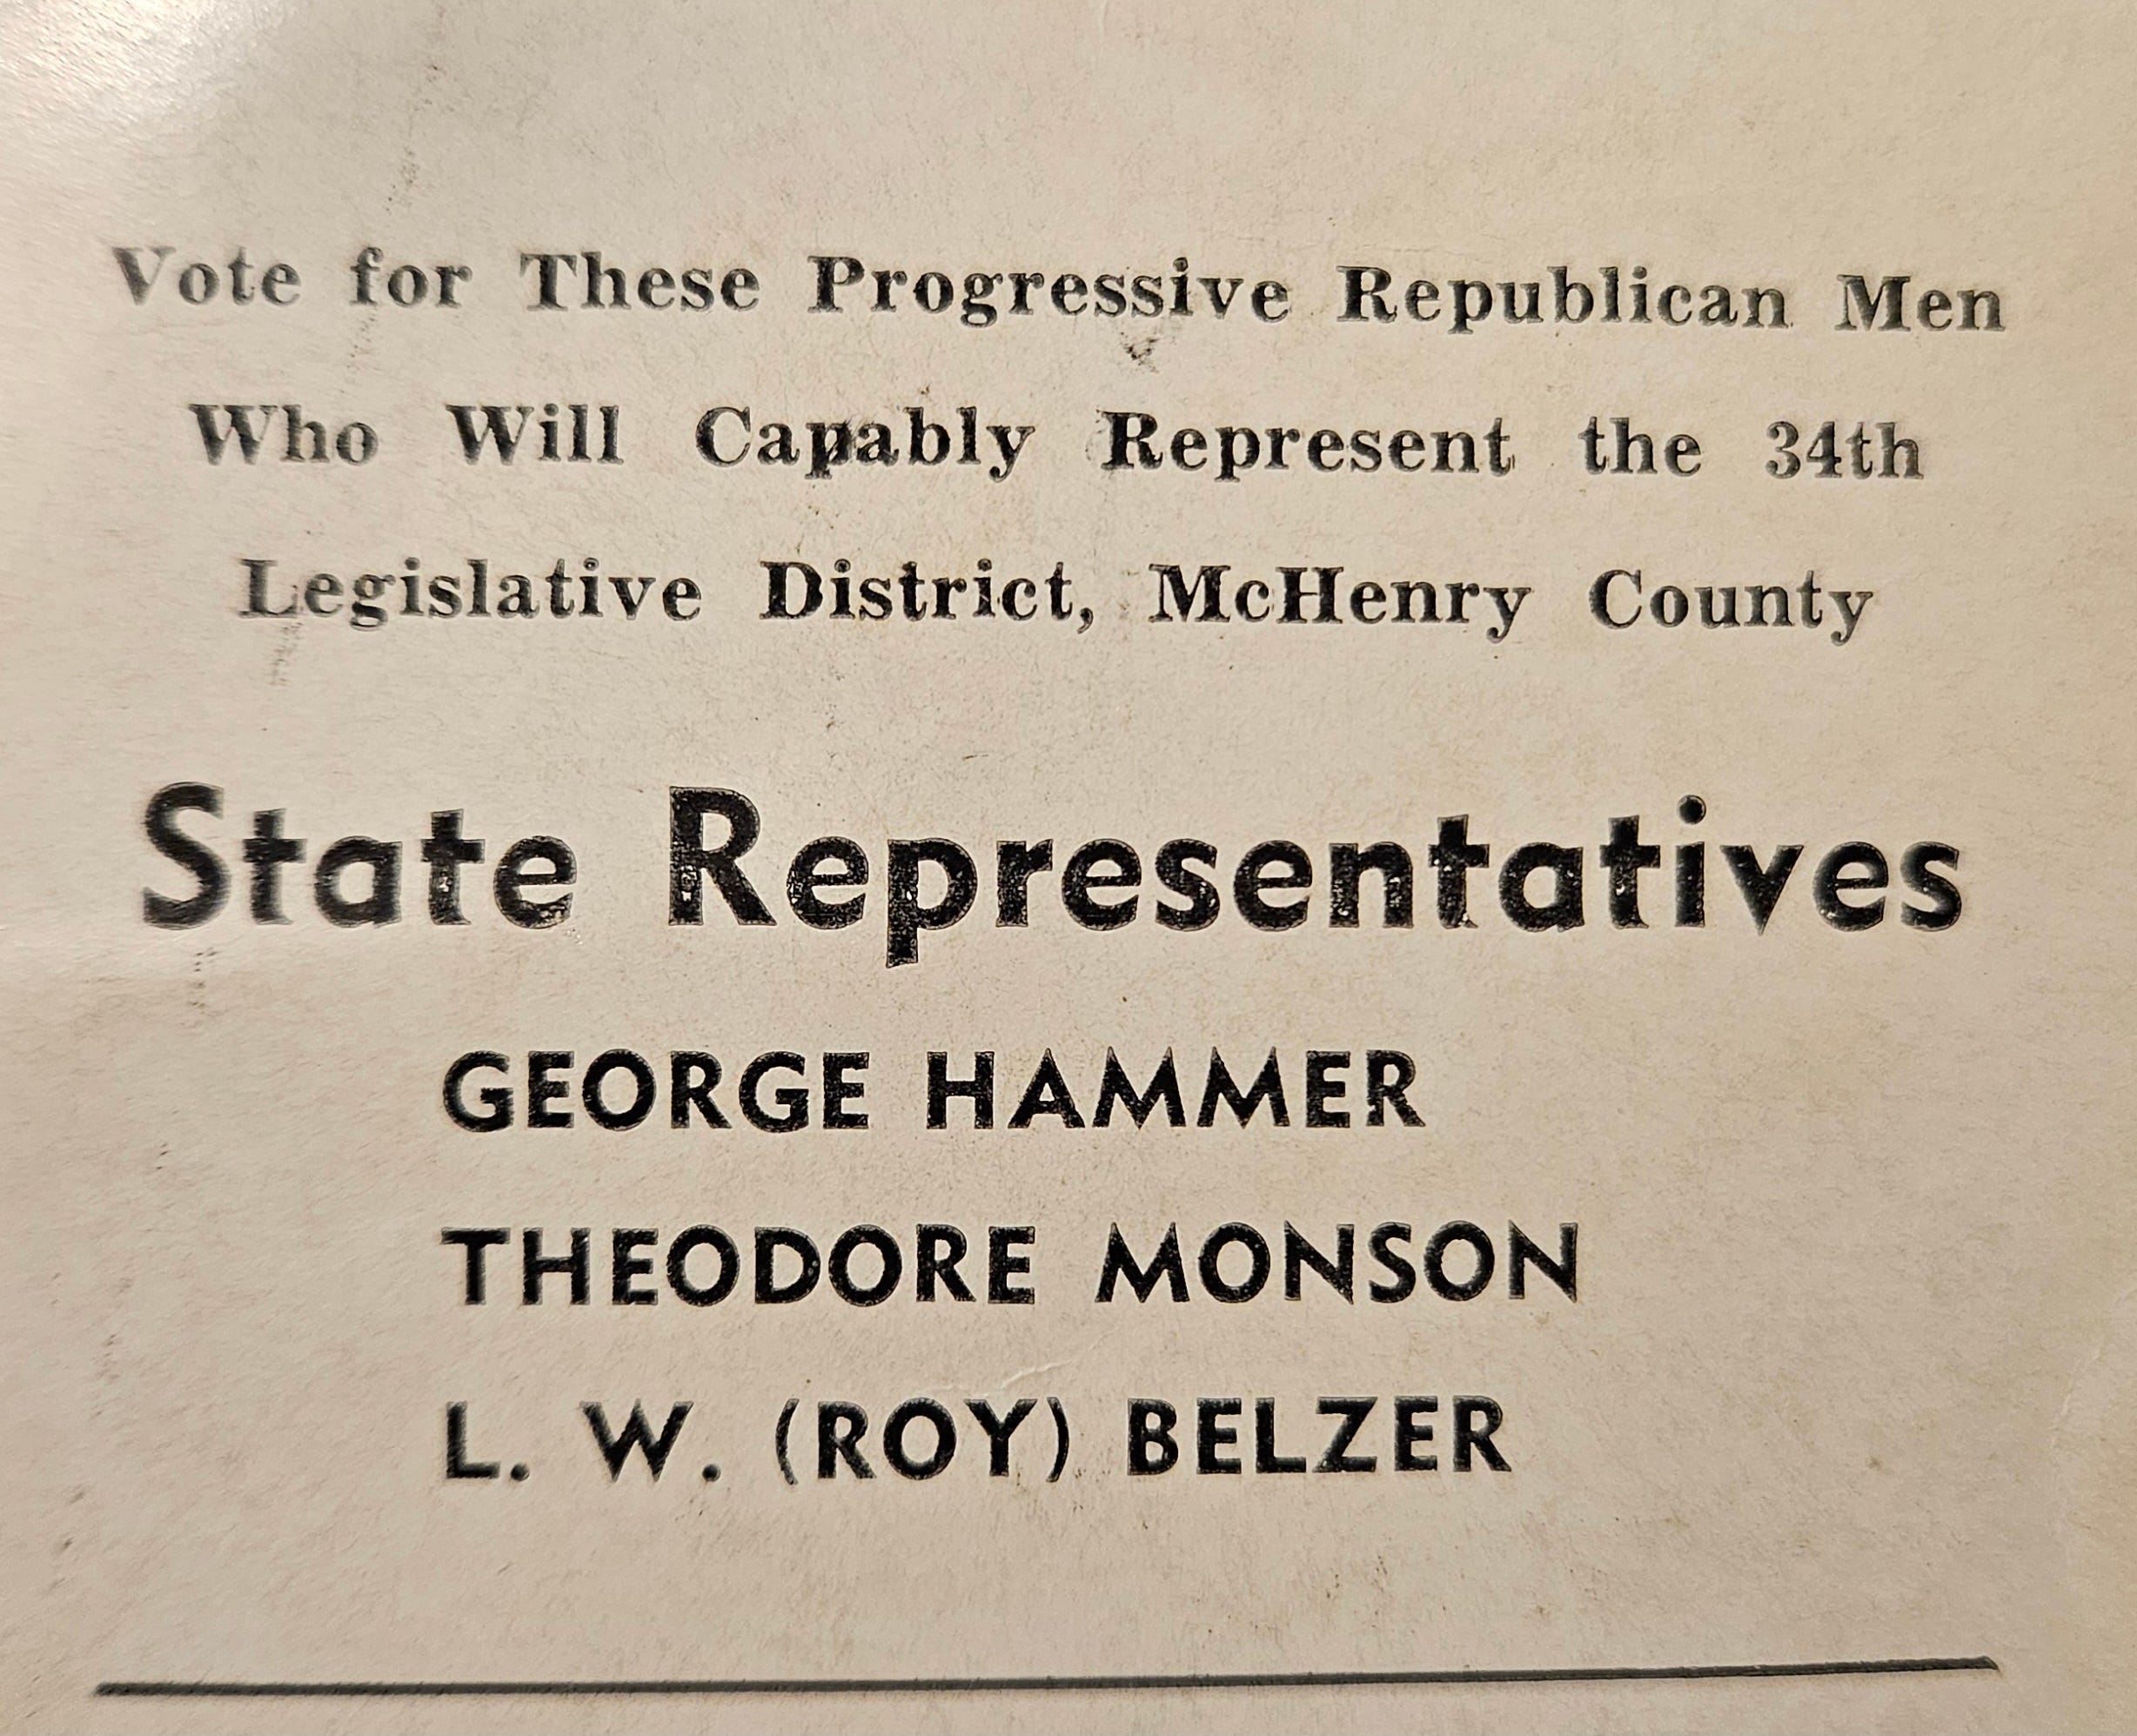 Vote for These Progressive Republican Men
Who Will Capably Represent the 34th
Legislative District, McHenry County
State Representatives
GEORGE HAMMER
THEODORE MONSON
L. W. (ROY) BELZER